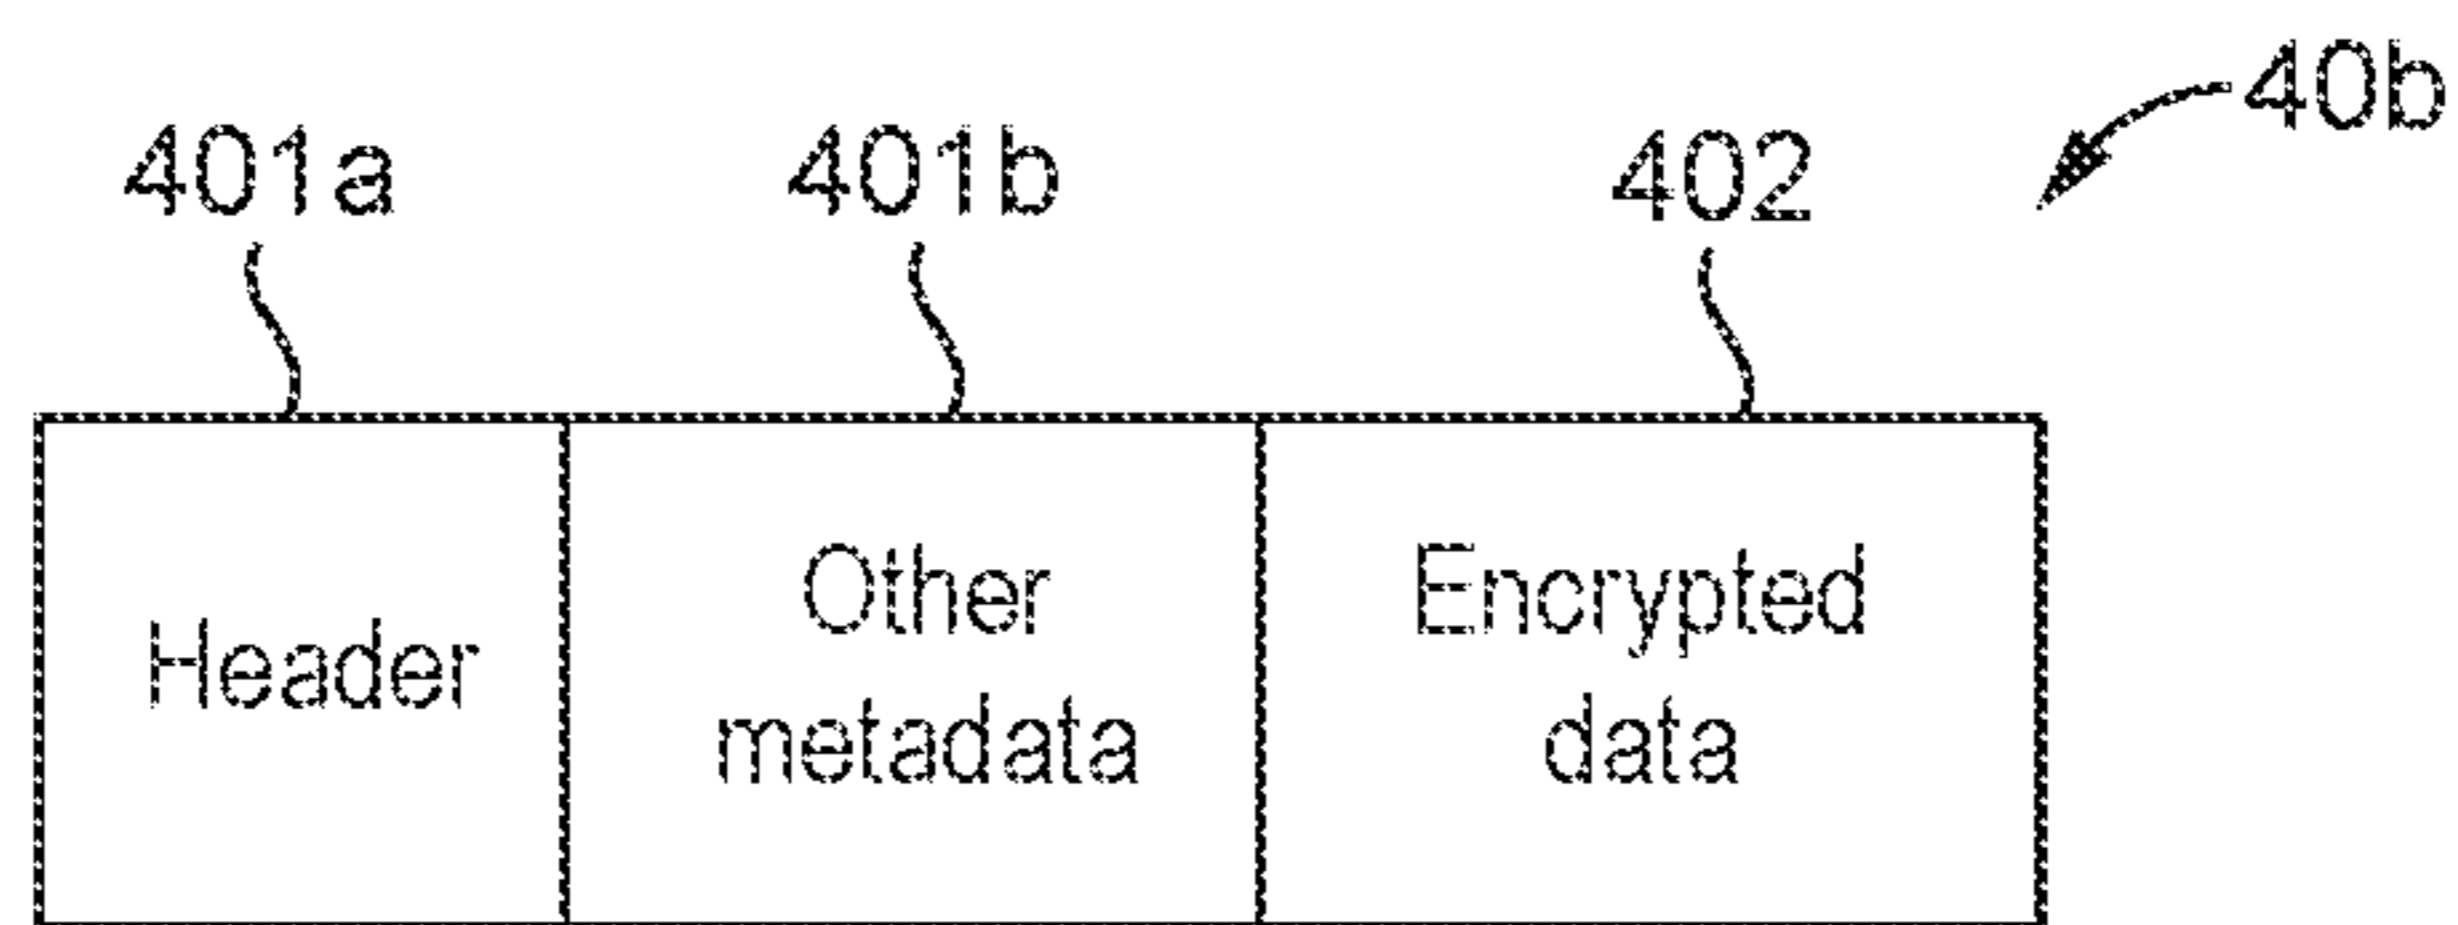 40b
401a 401b 402
Header
Other
metadata
Encrypted
data